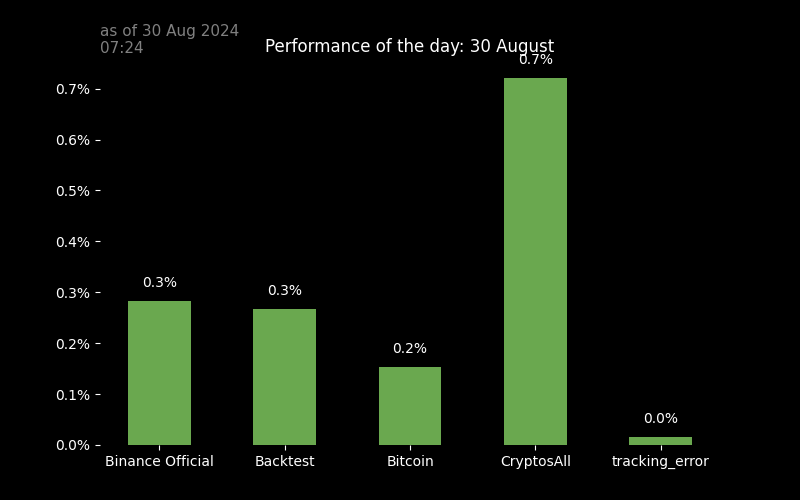 as of 30 Aug 2024
07:24
Performance of the day: 30 August
0.7%
0.7%
0.6%
0.5%
0.4%
0.3%
0.2%
0.1%
0.0%
0.3%
0.3%
0.2%
0.0%
Binance Official
Backtest
Bitcoin
CryptosAll
tracking_error